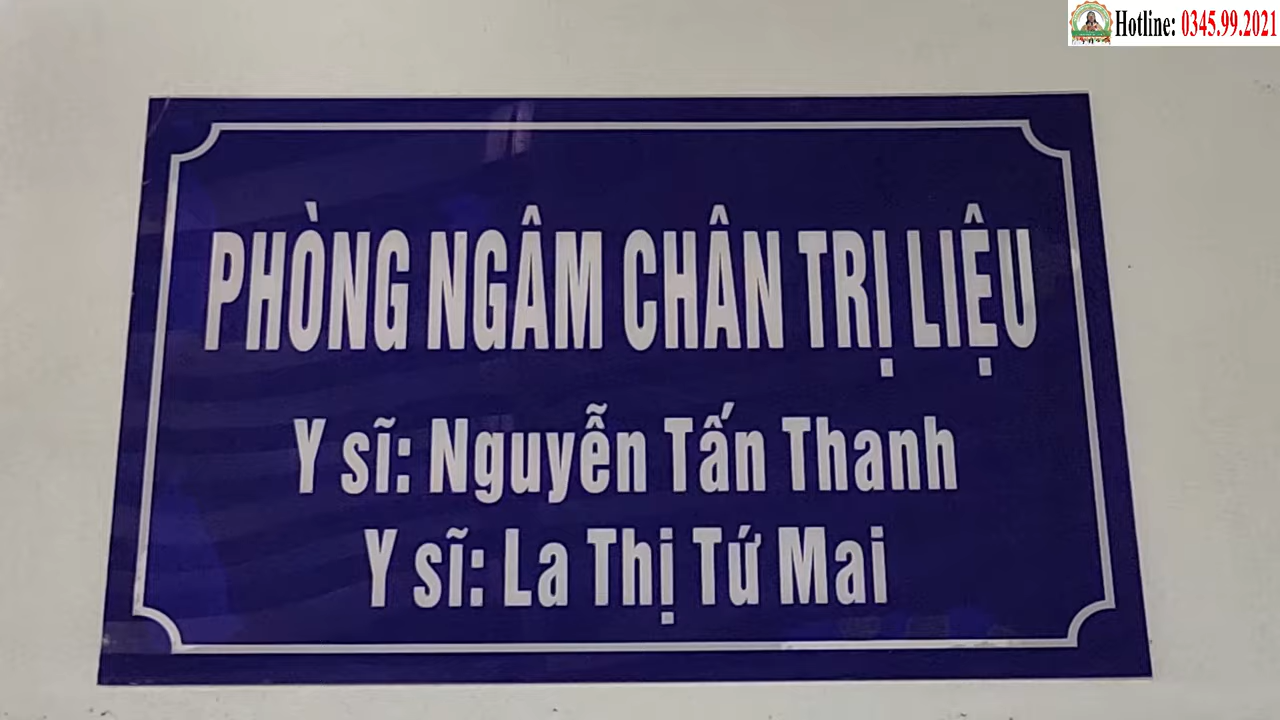 Hotline: 0345.99.2021
PHÒNG NGÂM CHÂN TRỊ LIỆU
Y sĩ: Nguyễn Tấn Thanh
Y sĩ: La Thị Tứ Mai